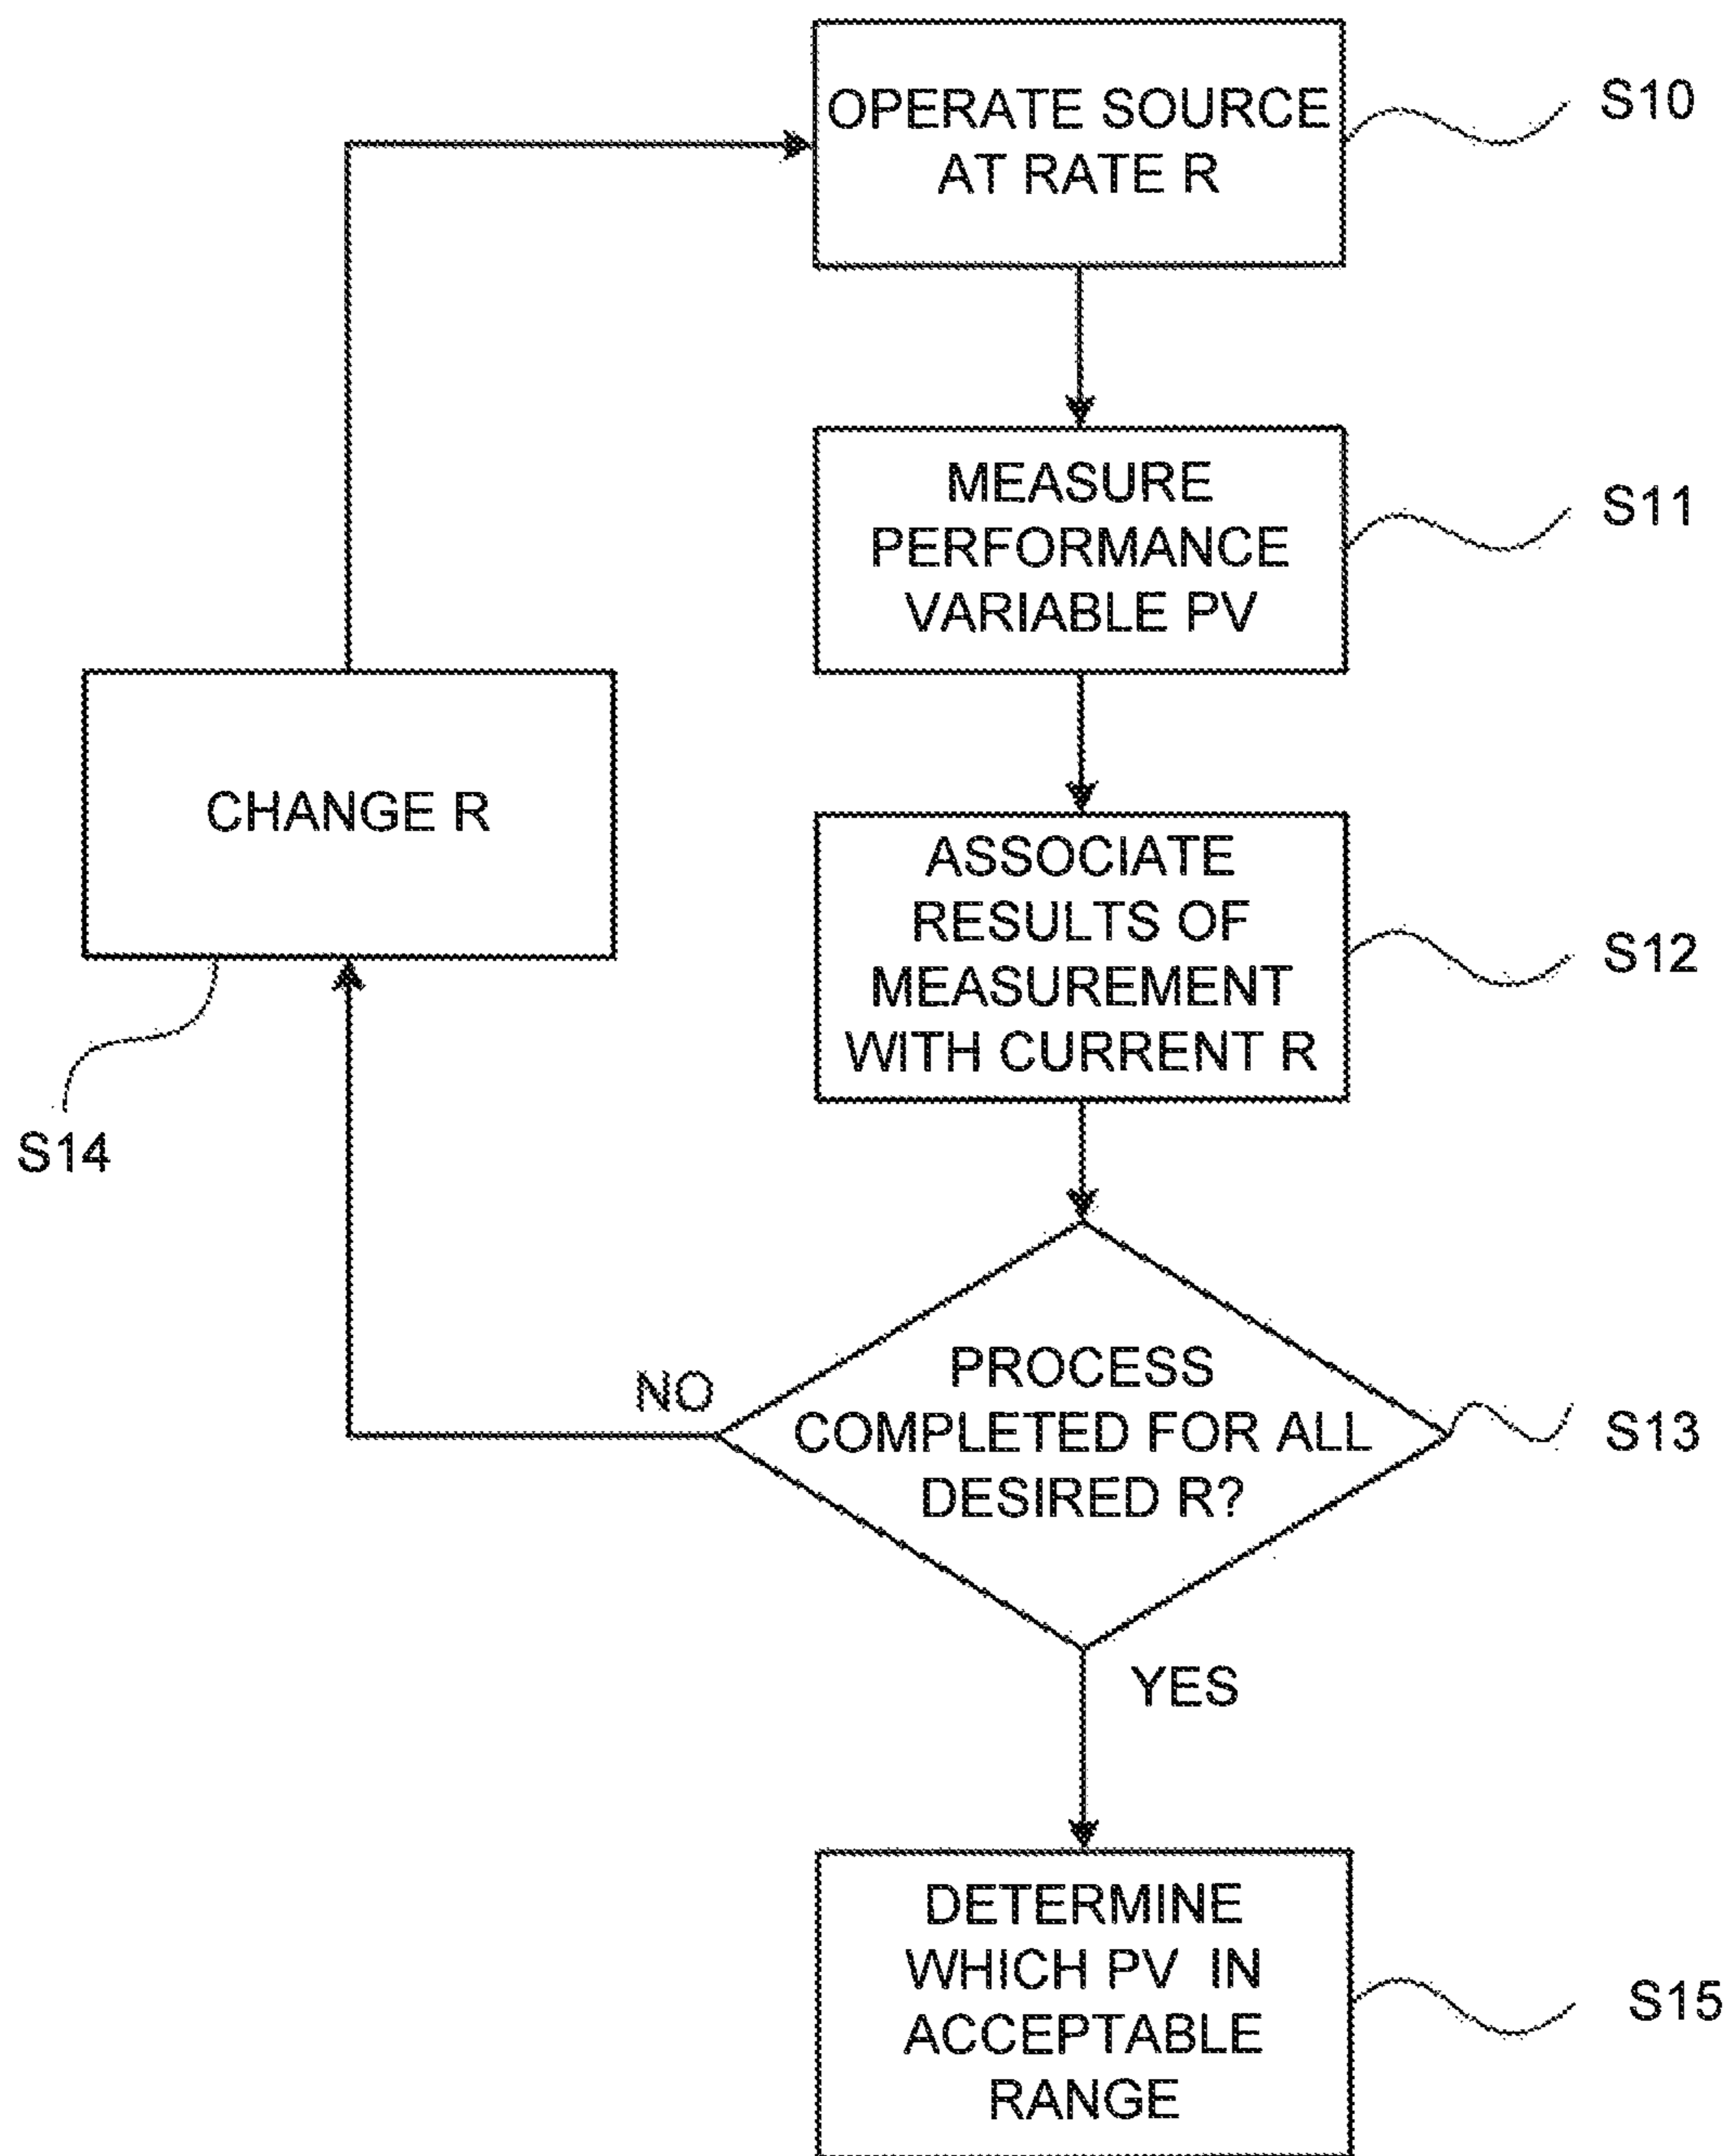 OPERATE SOURCE
AT RATE R
S10
MEASURE
PERFORMANCE
VARIABLE PV
S11
CHANGE R
S14
ASSOCIATE
RESULTS OF
MEASUREMENT
WITH CURRENT R
S12
PROCESS
COMPLETED FOR ALL
DESIRED R?
S13
NO
YES
DETERMINE
WHICH PV IN
ACCEPTABLE
RANGE
S15